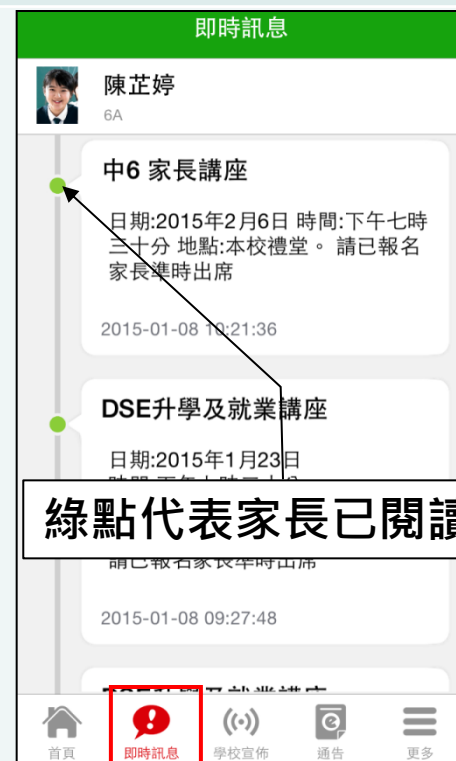 即時訊息
陳芷婷
6A
中6 家長講座
日期:2015年2月6日 時間:下午七時
三十分 地點:本校禮堂。 請已報名
家長準時出席
2015-01-08 10:21:36
DSE升學及就業講座
日期:2015年1月23日
綠點代表家長已閱讀
請已報名家長準時出席
2015-01-08 09:27:48
首頁
即時訊息
學校宣佈
通告
更多